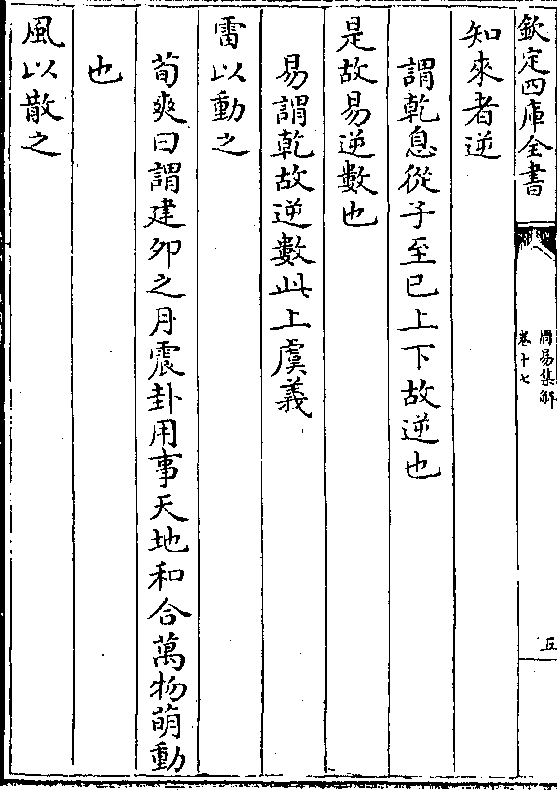 欽定四庫全書
周易集解
卷十七
五
知來者逆
謂乾息從子至巳上下故逆也
是故易逆數也
易謂乾故逆數此上虞義
雷以動之
荀爽曰謂建卯之月震卦用事天地和合萬物萌動
也
風以散之